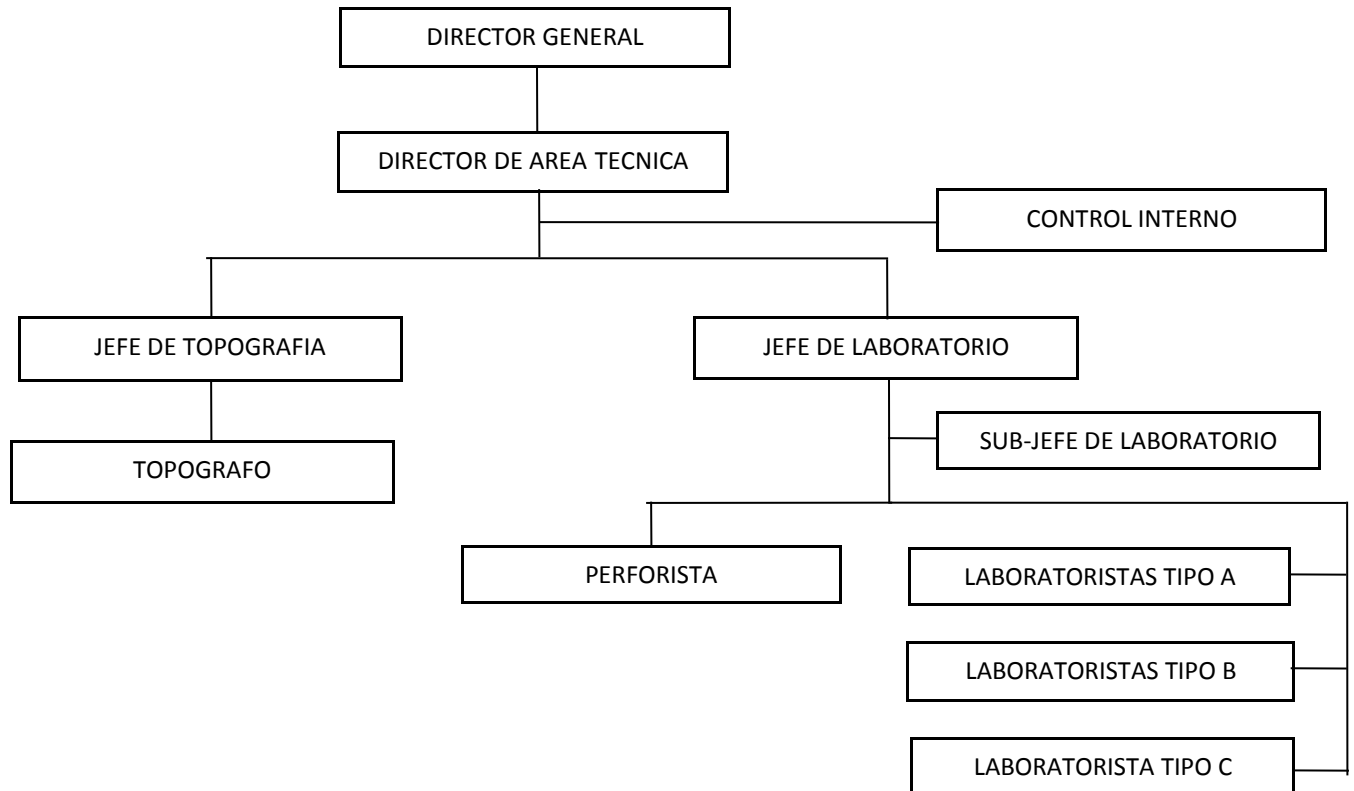 DIRECTOR GENERAL
DIRECTOR DE AREA TECNICA
CONTROL INTERNO
JEFE DE TOPOGRAFIA
JEFE DE LABORATORIO
TOPOGRAFO
SUB-JEFE DE LABORATORIO
PERFORISTA
LABORATORISTAS TIPO A
LABORATORISTAS TIPO B
LABORATORISTA TIPO C